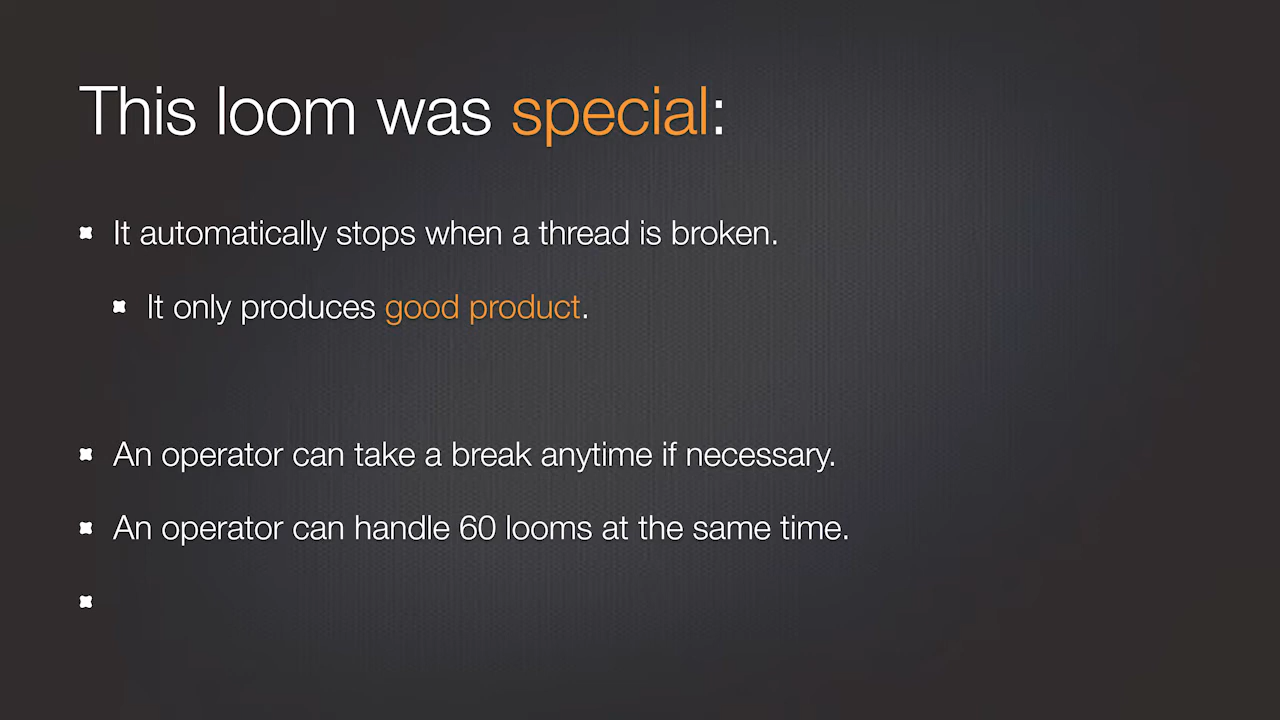 This loom was special:
It automatically stops when a thread is broken.
It only produces good product.
An operator can take a break anytime if necessary.
An operator can handle 60 looms at the same time.